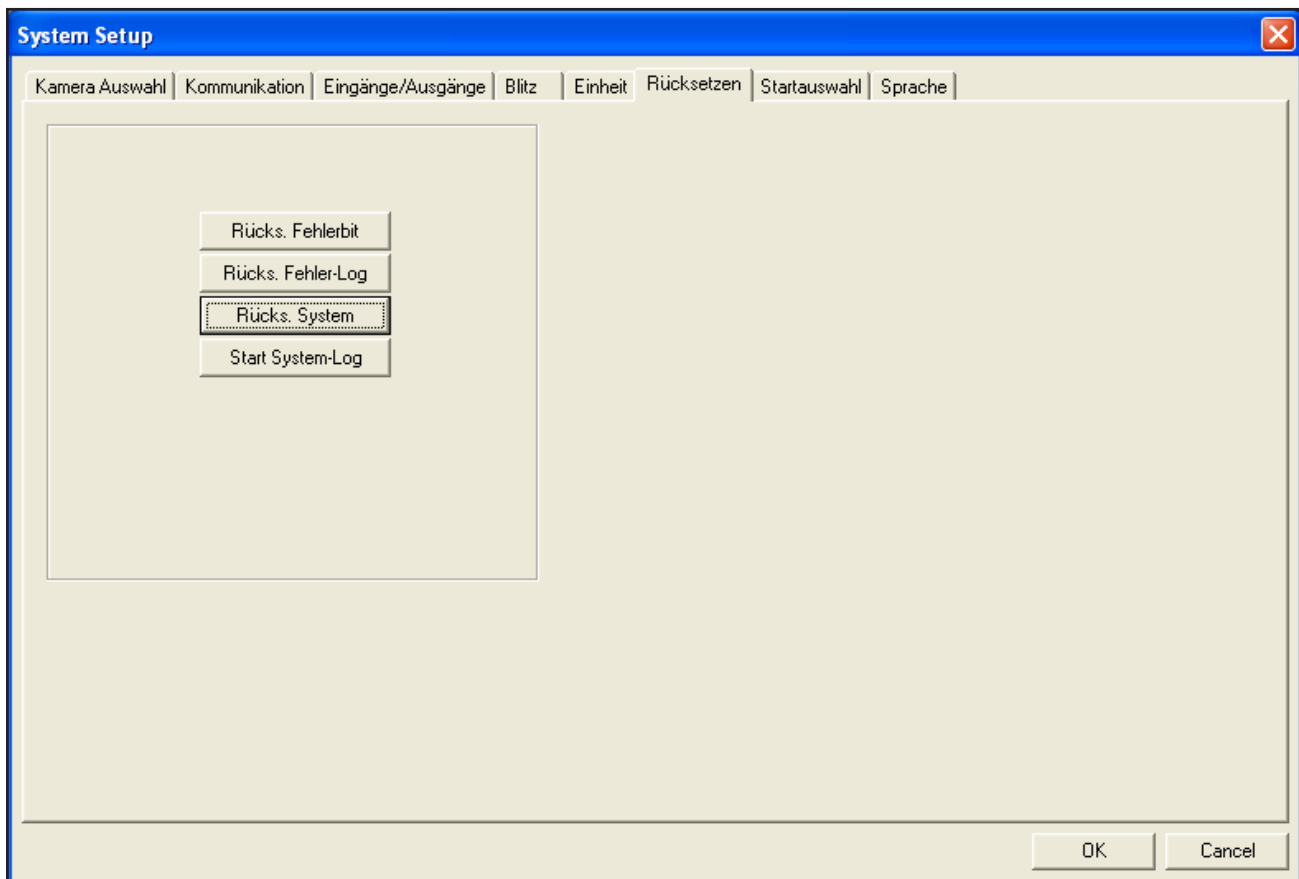 System Setup
Kamera Auswahl Kommunikation Eingänge/Ausgänge Blitz Einheit Rücksetzen Startauswahl Sprache
Rücks. Fehlerbit
Rücks. Fehler-Log
Rücks. System
Start System-Log
OK Cancel